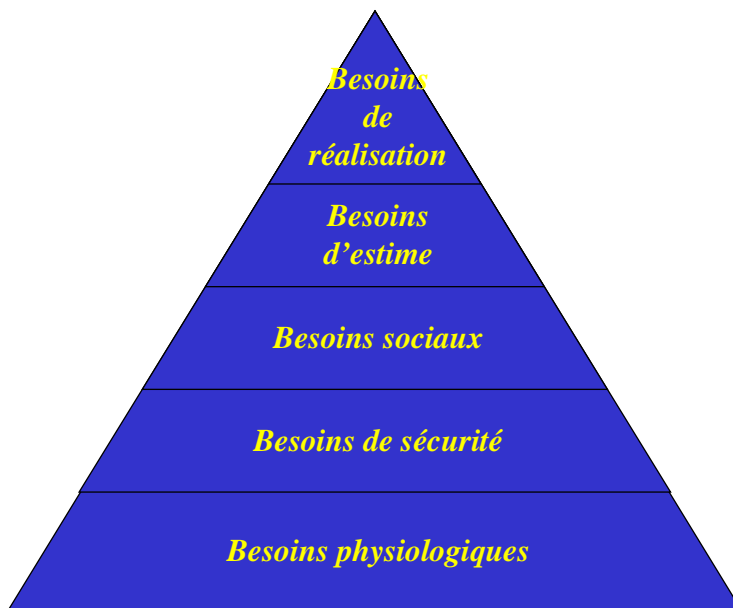 Besoins
de
réalisation
Besoins
d’estime
Besoins sociaux
Besoins de sécurité
Besoins physiologiques